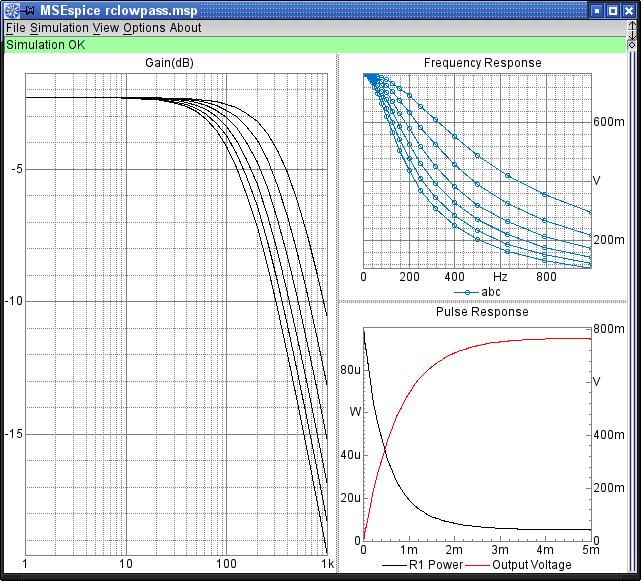 MSEspice rclowpass.msp
File Simulation View Options About
Simulation OK
Gain(dB)
-5
-10
-15
1 10 100 1k
Frequency Response
600m
V
200m
0 200 400 Hz 800
abc
Pulse Response
80u
W
40u
20u
0
800m
V
400m
200m
0
0 1m 2m 3m 4m 5m
R1 Power Output Voltage